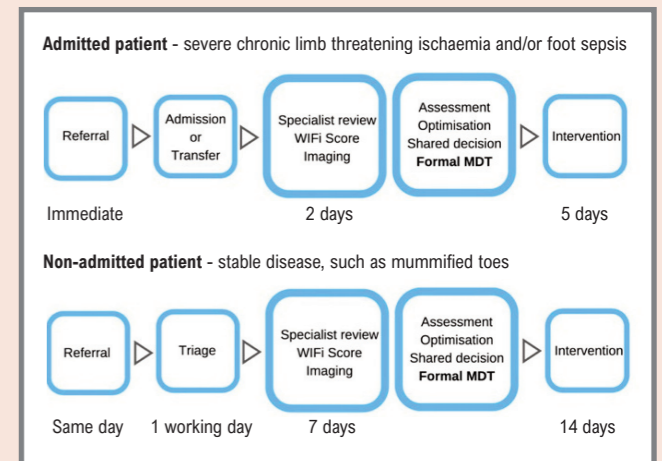 Admitted patient - severe chronic limb threatening ischaemia and/or foot sepsis
Referral
Admission
or
Transfer
Specialist review
WIFi Score
Imaging
Assessment
Optimisation
Shared decision
Formal MDT
Intervention
Immediate
2 days
5 days
Non-admitted patient - stable disease, such as mummified toes
Referral
Triage
Specialist review
WIFi Score
Imaging
Assessment
Optimisation
Shared decision
Formal MDT
Intervention
Same day
1 working day
7 days
14 days